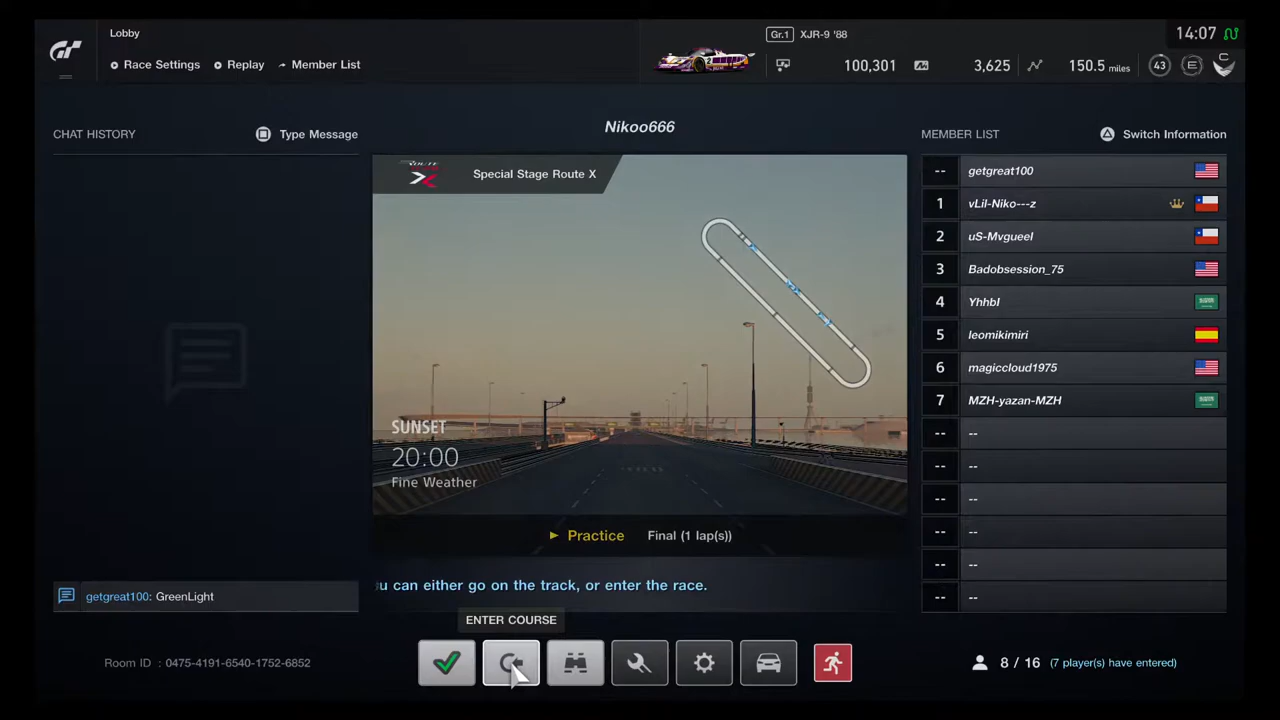 Lobby
Gr.1 XJR-9 '88
14:07
Race Settings Replay Member List
100,301 3,625 150.5 miles 43 E C
Nikoo666
CHAT HISTORY Type Message
MEMBER LIST Switch Information
ROUTE X
Special Stage Route X
-- getgreat100
1 vLil-Niko---z
2 uS-Mvgueel
3 Badobsession_75
4 Yhhbl
5 leomikimiri
6 magiccloud1975
7 MZH-yazan-MZH
-- --
-- --
-- --
-- --
-- --
-- --
SUNSET
20:00
Fine Weather
Practice Final (1 lap(s))
u can either go on the track, or enter the race.
getgreat100: GreenLight
ENTER COURSE
Room ID : 0475-4191-6540-1752-6852
8 / 16 (7 player(s) have entered)